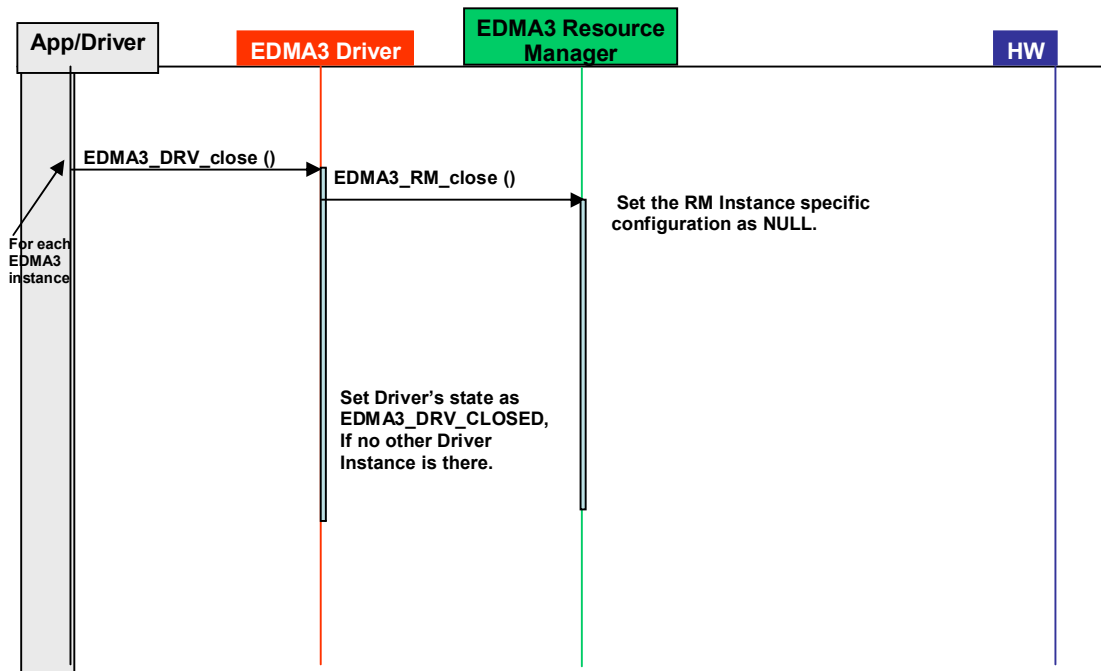 App/Driver
EDMA3 Driver
EDMA3 Resource
Manager
HW
EDMA3_DRV_close ()
EDMA3_RM_close ()
Set the RM Instance specific
configuration as NULL.
For each
EDMA3
instance
Set Driver's state as
EDMA3_DRV_CLOSED,
If no other Driver
Instance is there.